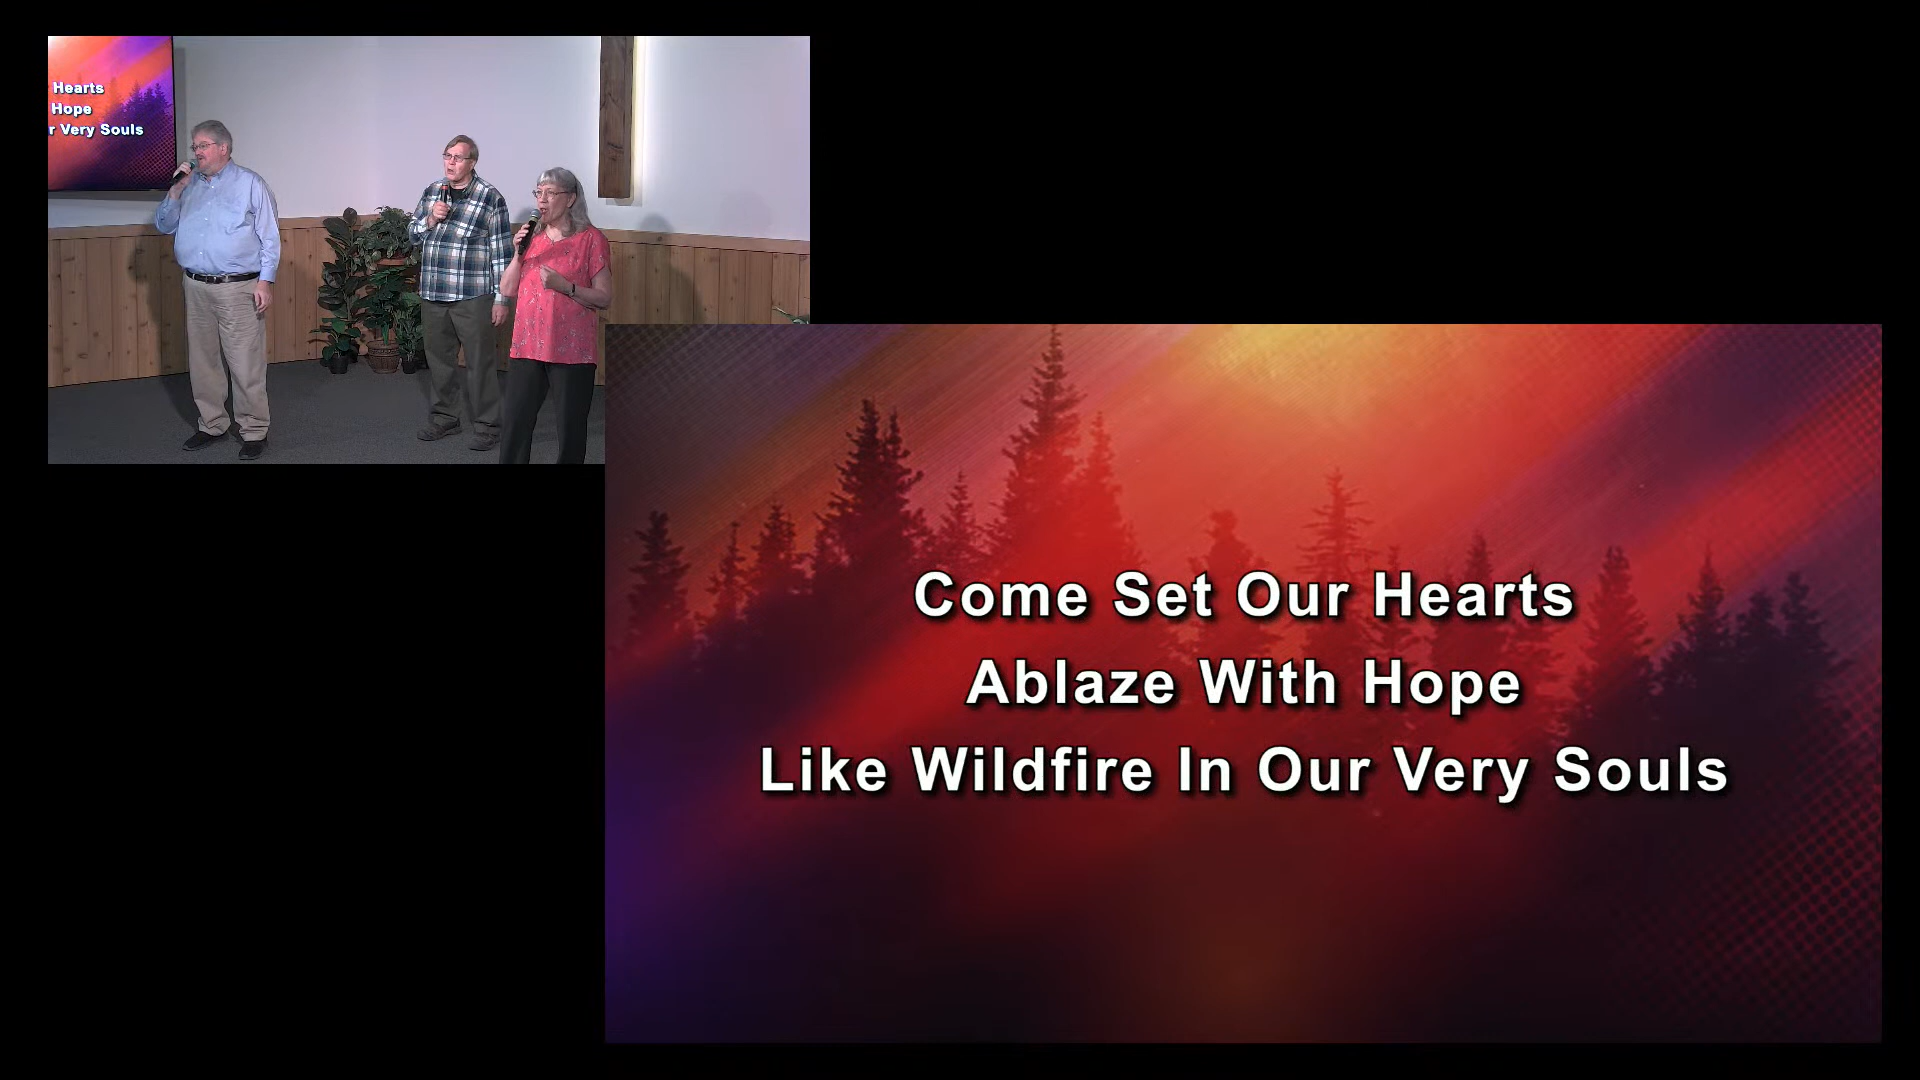 Hearts
Hope
r Very Souls
Come Set Our Hearts
Ablaze With Hope
Like Wildfire In Our Very Souls